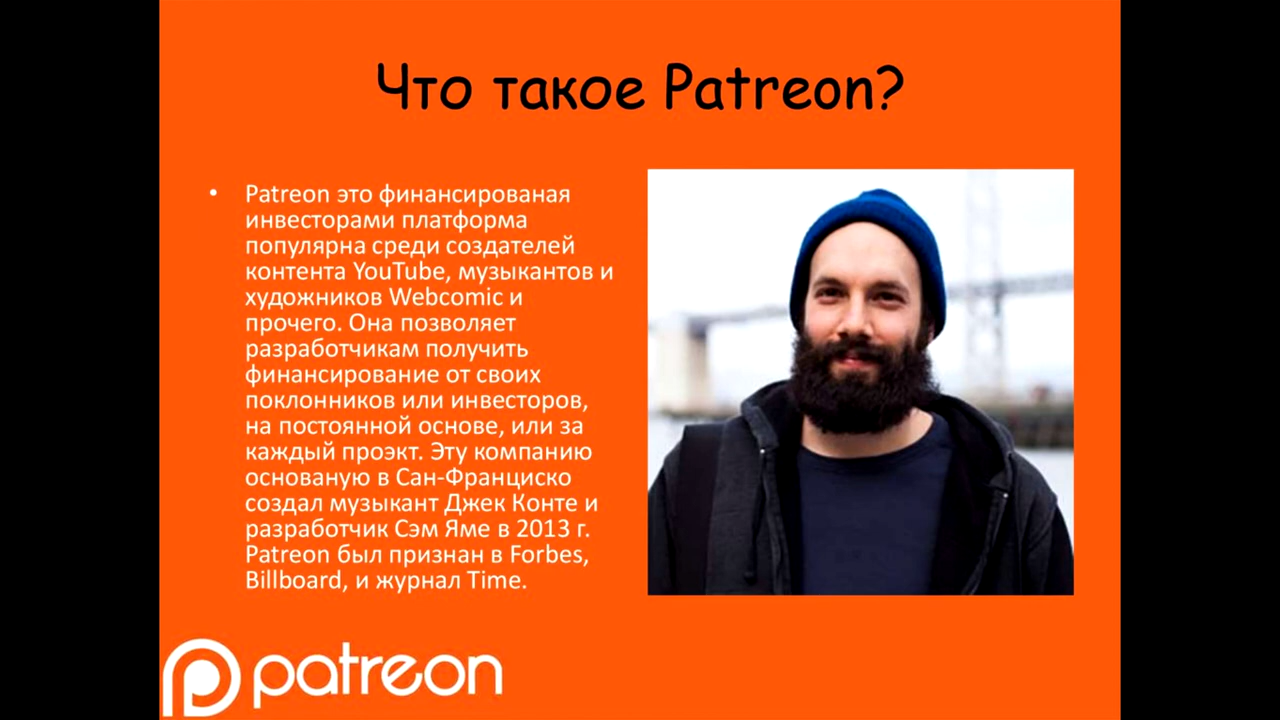 Что такое Patreon?
• Patreon это финансированая
инвесторами платформа
популярна среди создателей
контента YouTube, музыкантов и
художников Webcomic и
прочего. Она позволяет
разработчикам получить
финансирование от своих
поклонников или инвесторов,
на постоянной основе, или за
каждый проэкт. Эту компанию
основаную в Сан-Франциско
создал музыкант Джек Конте и
разработчик Сэм Яме в 2013 г.
Patreon был признан в Forbes,
Billboard, и журнал Time.
patreon